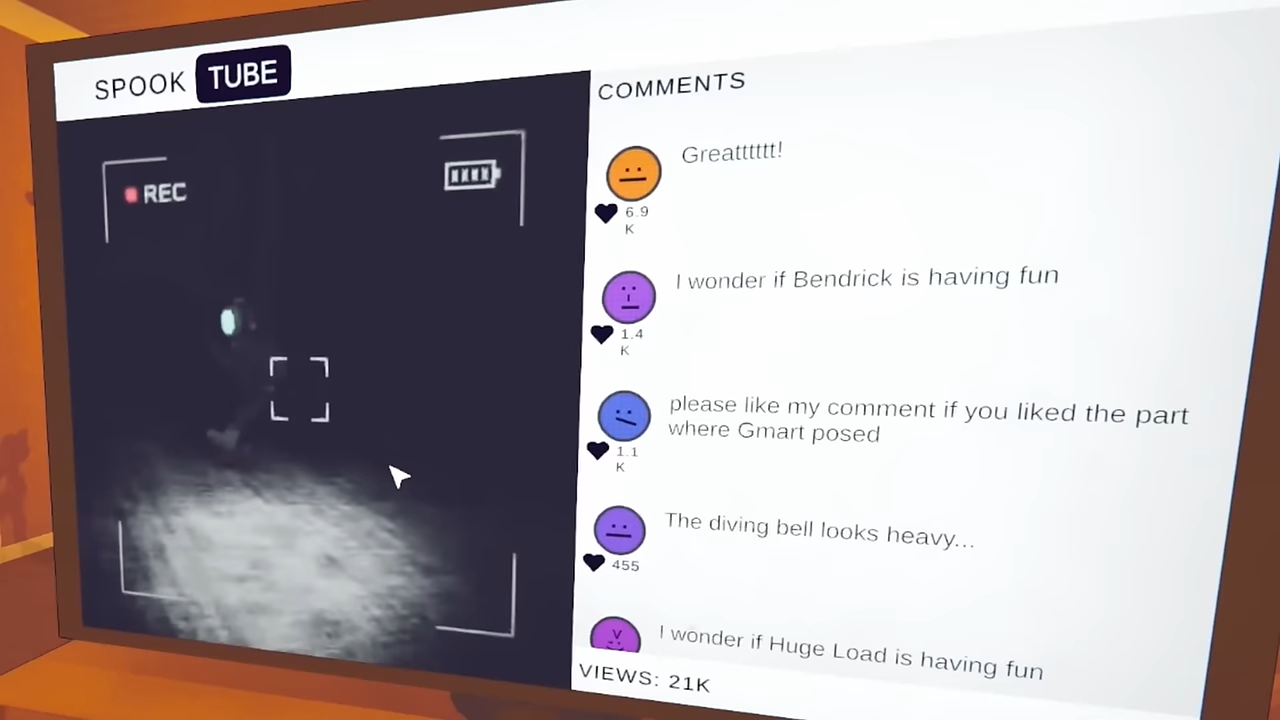 SPOOK TUBE
REC
COMMENTS
Greatttttt!
6.9
K
I wonder if Bendrick is having fun
1.4
K
please like my comment if you liked the part
where Gmart posed
1.1
K
The diving bell looks heavy...
455
I wonder if Huge Load is having fun
VIEWS: 21K